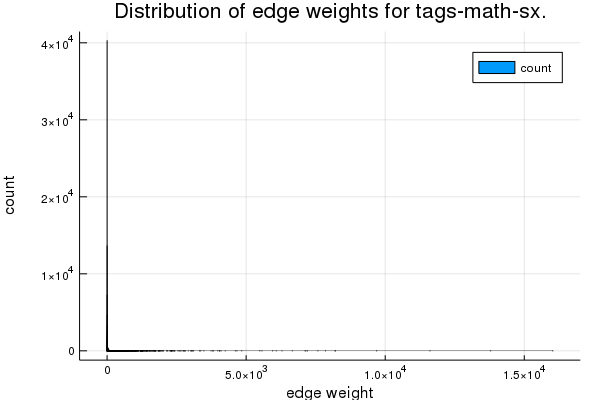 Distribution of edge weights for tags-math-sx.
4×10⁴
3×10⁴
2×10⁴
1×10⁴
0
count
count
0
5.0×10³
1.0×10⁴
1.5×10⁴
edge weight